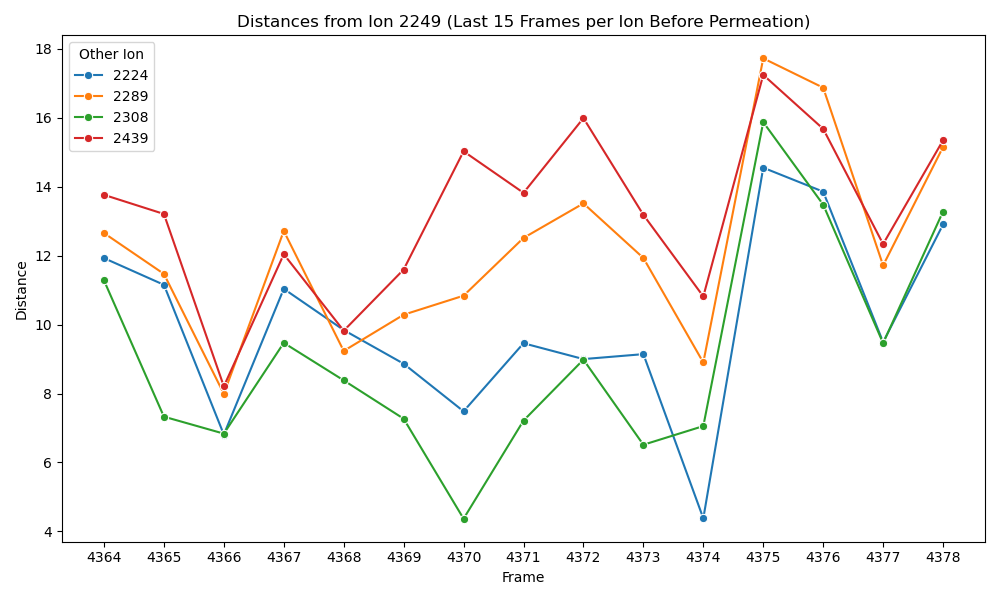 Distances from Ion 2249 (Last 15 Frames per Ion Before Permeation)
Other Ion
2224
2289
2308
2439
Distance
18
16
14
12
10
8
6
4
4364 4365 4366 4367 4368 4369 4370 4371 4372 4373 4374 4375 4376 4377 4378
Frame